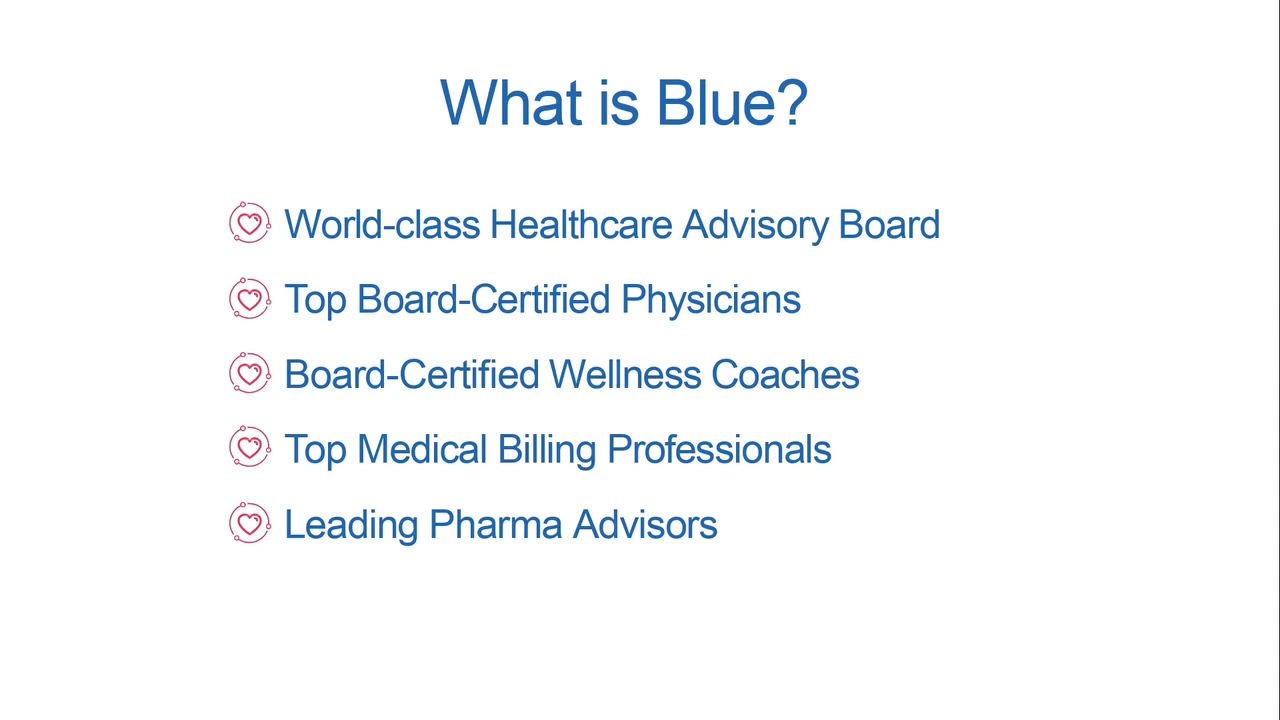 What is Blue?
World-class Healthcare Advisory Board
Top Board-Certified Physicians
Board-Certified Wellness Coaches
Top Medical Billing Professionals
Leading Pharma Advisors